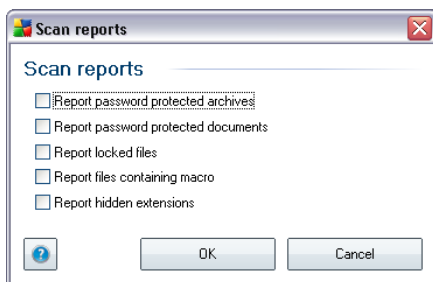 Scan reports
Scan reports
Report password protected archives
Report password protected documents
Report locked files
Report files containing macro
Report hidden extensions
? OK Cancel